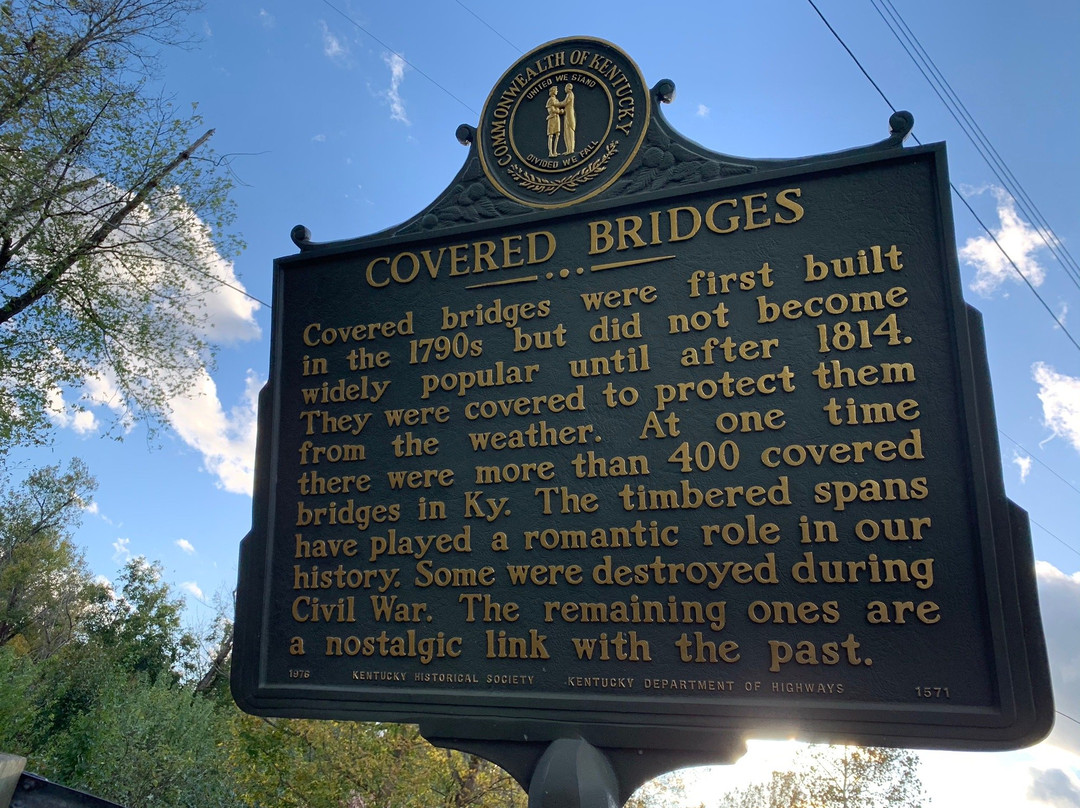 COMMONWEALTH OF KENTUCKY
UNITED WE STAND
DIVIDED WE FALL
COVERED BRIDGES
Covered bridges were first built
in the 1790s but did not become
widely popular until after 1814.
They were covered to protect them
from the weather. At one time
there were more than 400 covered
bridges in Ky. The timbered spans
have played a romantic role in our
history. Some were destroyed during
Civil War. The remaining ones are
a nostalgic link with the past.
1976 KENTUCKY HISTORICAL SOCIETY KENTUCKY DEPARTMENT OF HIGHWAYS 1571